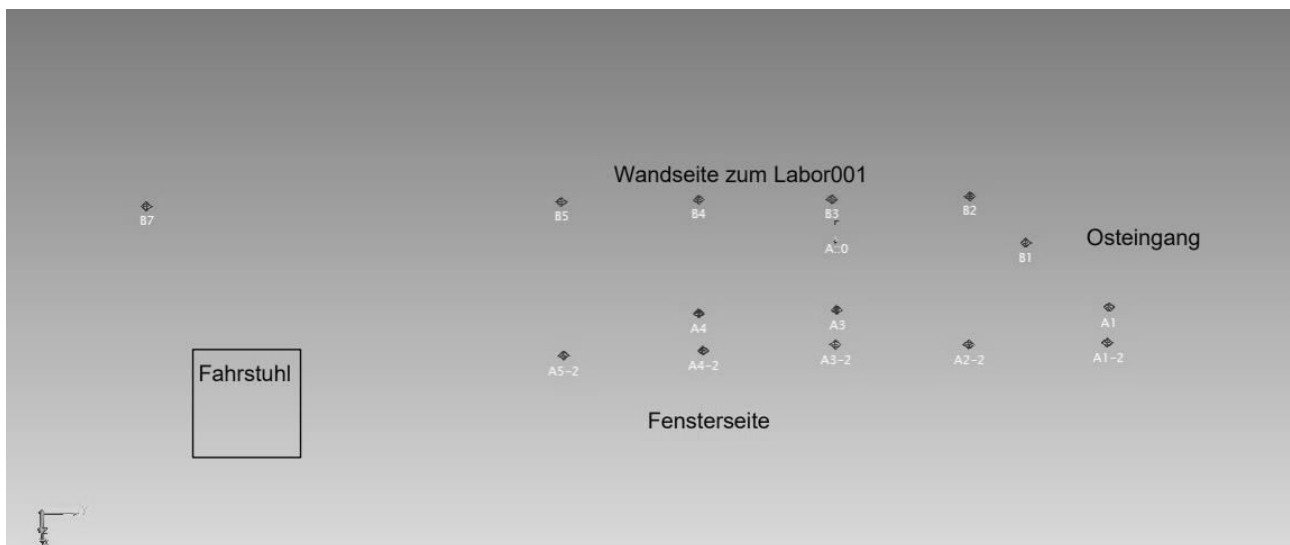 Wandseite zum Labor001
B7
B5
B4
B3
B2
Osteingang
B1
A4
A3
A1
Fahrstuhl
A5-2
A4-2
A3-2
A2-2
A1-2
Fensterseite
Y
Z